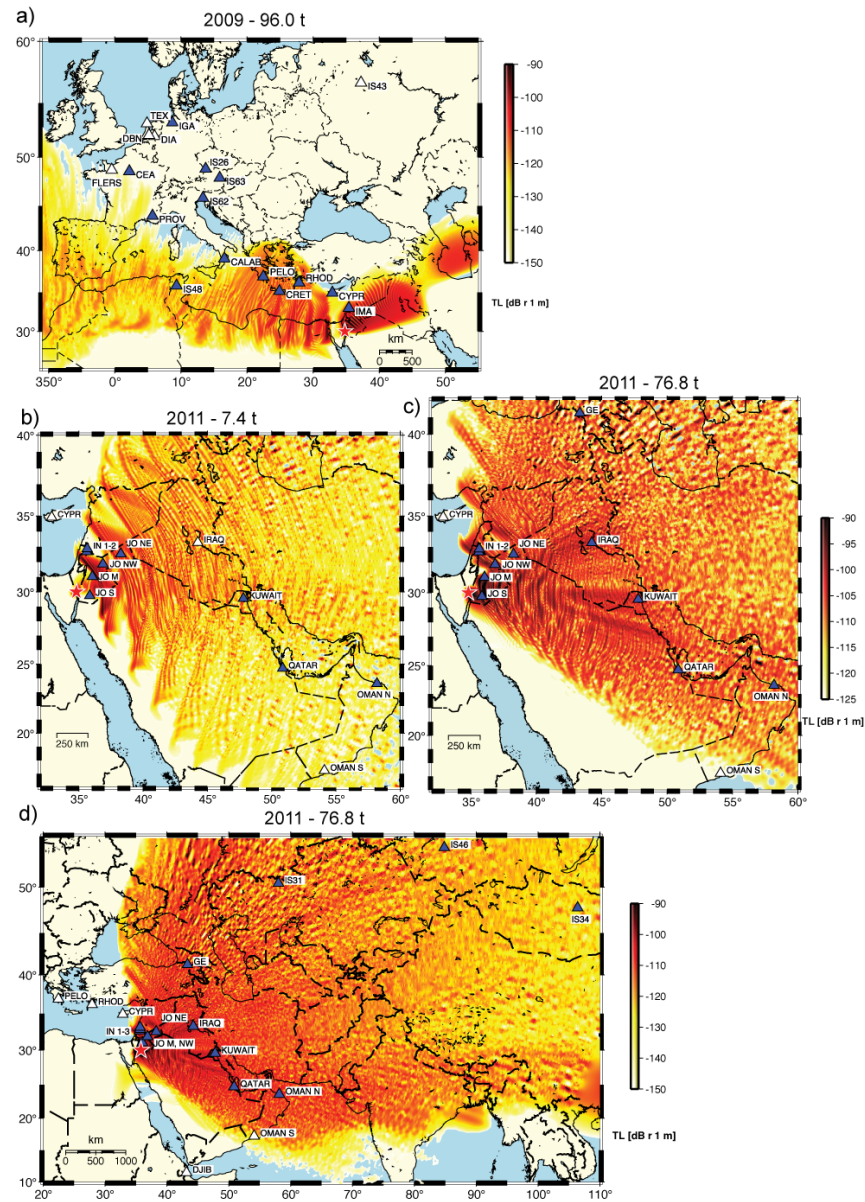 a)
2009 - 96.0 t
60°
50°
40°
30°
350°
0°
10°
20°
30°
40°
50°
IS43
TEX
IGA
DBN
DIA
IS26
IS63
FLERS
CEA
IS62
PROV
CALAB
PELO
RHOD
IS48
CRET
CYPR
IMA
km
0 500
-90
-100
-110
-120
-130
-140
-150
TL [dB r 1 m]
b)
2011 - 7.4 t
40°
35°
30°
25°
20°
35°
40°
45°
50°
55°
60°
CYPR
IN 1-2
JO NE
IRAQ
JO NW
JO M
JO S
KUWAIT
QATAR
OMAN N
OMAN S
250 km
c)
2011 - 76.8 t
40°
35°
30°
25°
20°
35°
40°
45°
50°
55°
60°
GE
CYPR
IN 1-2
JO NE
IRAQ
JO NW
JO M
JO S
KUWAIT
QATAR
OMAN N
OMAN S
250 km
-90
-95
-100
-105
-110
-115
-120
-125
TL [dB r 1 m]
d)
2011 - 76.8 t
50°
40°
30°
20°
10°
20°
30°
40°
50°
60°
70°
80°
90°
100°
110°
IS46
IS31
IS34
GE
PELO
RHOD
CYPR
JO NE
IRAQ
IN 1-3
JO M, NW
KUWAIT
QATAR
OMAN N
OMAN S
DJIB
km
0 500 1000
-90
-100
-110
-120
-130
-140
-150
TL [dB r 1 m]